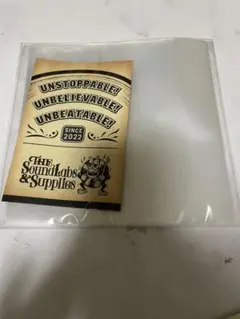 UNSTOPPABLE!
UNBELIEVABLE!
UNBEATABLE!
SINCE
2022
THE
SOUNDLABS
& SUPPLIES